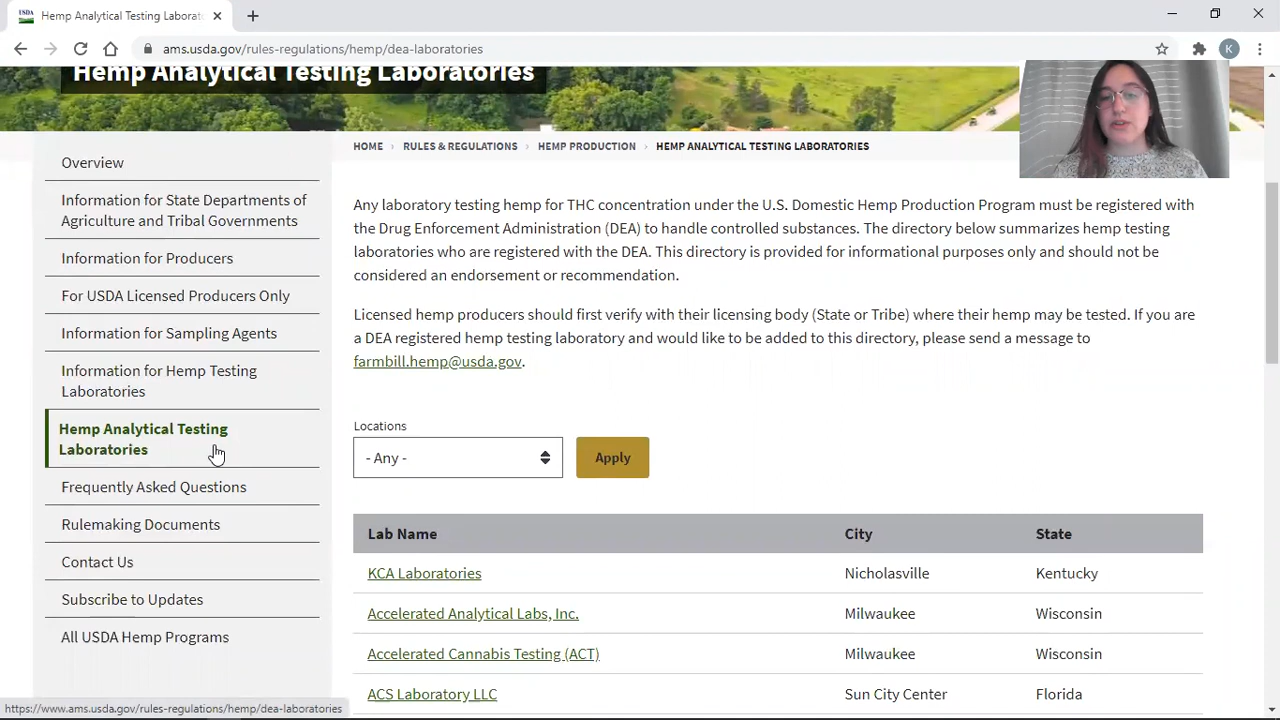 Hemp Analytical Testing Laborat
ams.usda.gov/rules-regulations/hemp/dea-laboratories
K
Hemp Analytical Testing Laboratories
HOME › RULES & REGULATIONS › HEMP PRODUCTION › HEMP ANALYTICAL TESTING LABORATORIES
Overview
Information for State Departments of
Agriculture and Tribal Governments
Information for Producers
For USDA Licensed Producers Only
Information for Sampling Agents
Information for Hemp Testing
Laboratories
Hemp Analytical Testing
Laboratories
Frequently Asked Questions
Rulemaking Documents
Contact Us
Subscribe to Updates
All USDA Hemp Programs
Any laboratory testing hemp for THC concentration under the U.S. Domestic Hemp Production Program must be registered with
the Drug Enforcement Administration (DEA) to handle controlled substances. The directory below summarizes hemp testing
laboratories who are registered with the DEA. This directory is provided for informational purposes only and should not be
considered an endorsement or recommendation.
Licensed hemp producers should first verify with their licensing body (State or Tribe) where their hemp may be tested. If you are
a DEA registered hemp testing laboratory and would like to be added to this directory, please send a message to
farmbill.hemp@usda.gov.
Locations
- Any - Apply
Lab Name City State
KCA Laboratories Nicholasville Kentucky
Accelerated Analytical Labs, Inc. Milwaukee Wisconsin
Accelerated Cannabis Testing (ACT) Milwaukee Wisconsin
ACS Laboratory LLC Sun City Center Florida
https://www.ams.usda.gov/rules-regulations/hemp/dea-laboratories